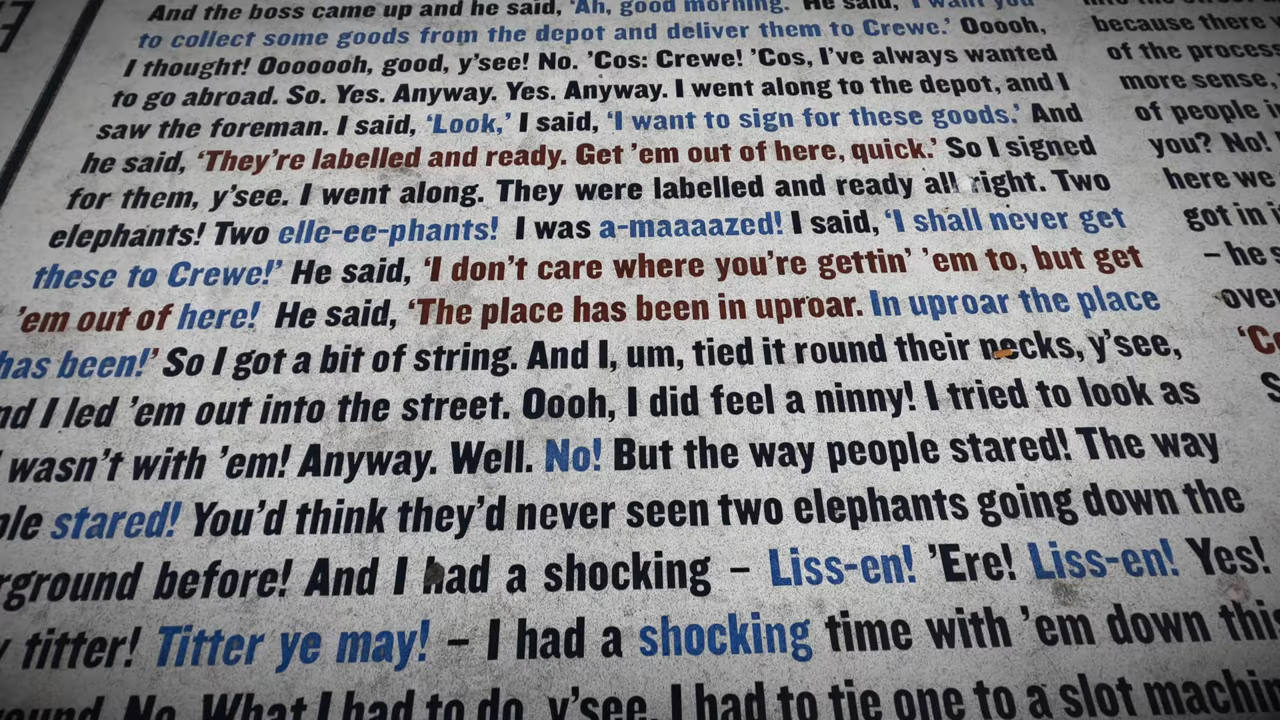 And the boss came up and he said, 'Ah, good morning.' He said, 'I want you
to collect some goods from the depot and deliver them to Crewe.' Ooooh,
I thought! Ooooooh, good, y'see! No. 'Cos: Crewe! 'Cos, I've always wanted
to go abroad. So. Yes. Anyway. Yes. Anyway. I went along to the depot, and I
saw the foreman. I said, 'Look,' I said, 'I want to sign for these goods.' And
he said, 'They're labelled and ready. Get 'em out of here, quick.' So I signed
for them, y'see. I went along. They were labelled and ready all right. Two
elephants! Two elle-ee-phants! I was a-maaaazed! I said, 'I shall never get
these to Crewe!' He said, 'I don't care where you're gettin' 'em to, but get
'em out of here! He said, 'The place has been in uproar. In uproar the place
has been!' So I got a bit of string. And I, um, tied it round their necks, y'see,
I led 'em out into the street. Oooh, I did feel a ninny! I tried to look as
wasn't with 'em! Anyway. Well. No! But the way people stared! The way
stared! You'd think they'd never seen two elephants going down the
before! And I had a shocking – Liss-en! 'Ere! Liss-en! Yes!
titter! Titter ye may! – I had a shocking time with 'em down
No. What I had to do, y'see, I had to tie one to a slot
because there
of the process
more sense,
of people
you? No!
here we
got in
– he